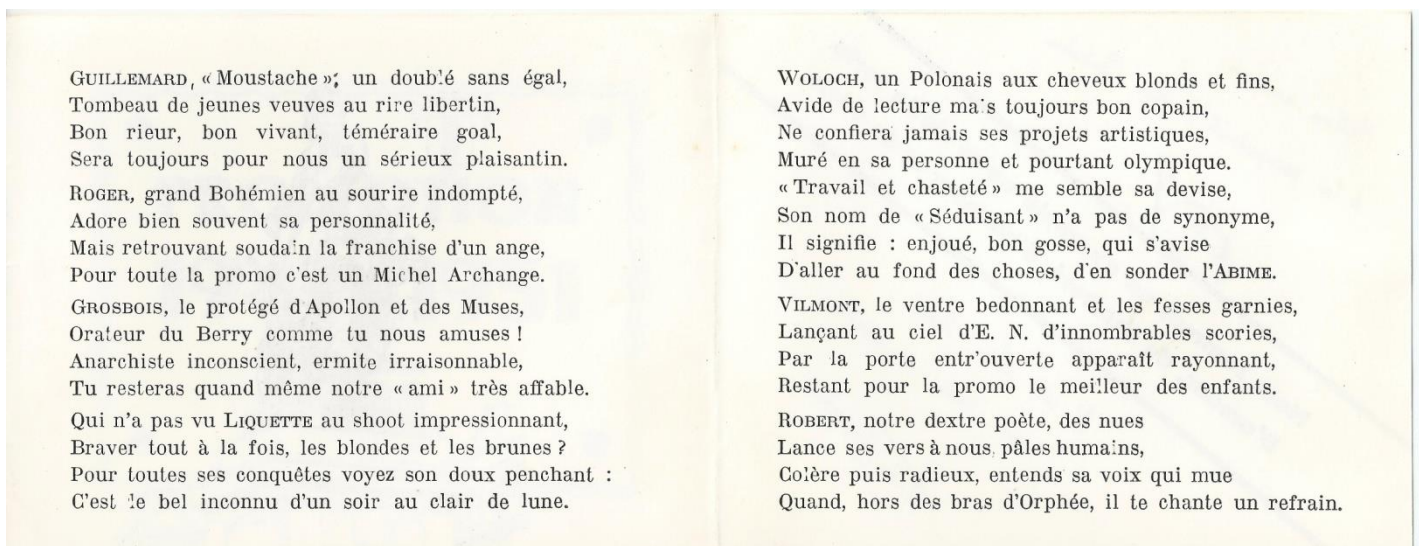 GUILLEMARD, « Moustache »; un doublé sans égal,
Tombeau de jeunes veuves au rire libertin,
Bon rieur, bon vivant, téméraire goal,
Sera toujours pour nous un sérieux plaisantin.
ROGER, grand Bohémien au sourire indompté,
Adore bien souvent sa personnalité,
Mais retrouvant soudain la franchise d'un ange,
Pour toute la promo c'est un Michel Archange.
GROSBOIS, le protégé d'Apollon et des Muses,
Orateur du Berry comme tu nous amuses !
Anarchiste inconscient, ermite irraisonnable,
Tu resteras quand même notre « ami » très affable.
Qui n'a pas vu LIQUETTE au shoot impressionnant,
Braver tout à la fois, les blondes et les brunes ?
Pour toutes ses conquêtes voyez son doux penchant :
C'est le bel inconnu d'un soir au clair de lune.
WOLOCH, un Polonais aux cheveux blonds et fins,
Avide de lecture mais toujours bon copain,
Ne confiera jamais ses projets artistiques,
Muré en sa personne et pourtant olympique.
« Travail et chasteté » me semble sa devise,
Son nom de « Séduisant » n'a pas de synonyme,
Il signifie : enjoué, bon gosse, qui s'avise
D'aller au fond des choses, d'en sonder l'ABIME.
VILMONT, le ventre bedonnant et les fesses garnies,
Lançant au ciel d'E. N. d'innombrables scories,
Par la porte entr'ouverte apparaît rayonnant,
Restant pour la promo le meilleur des enfants.
ROBERT, notre dextre poète, des nues
Lance ses vers à nous, pâles humains,
Colère puis radieux, entends sa voix qui mue
Quand, hors des bras d'Orphée, il te chante un refrain.